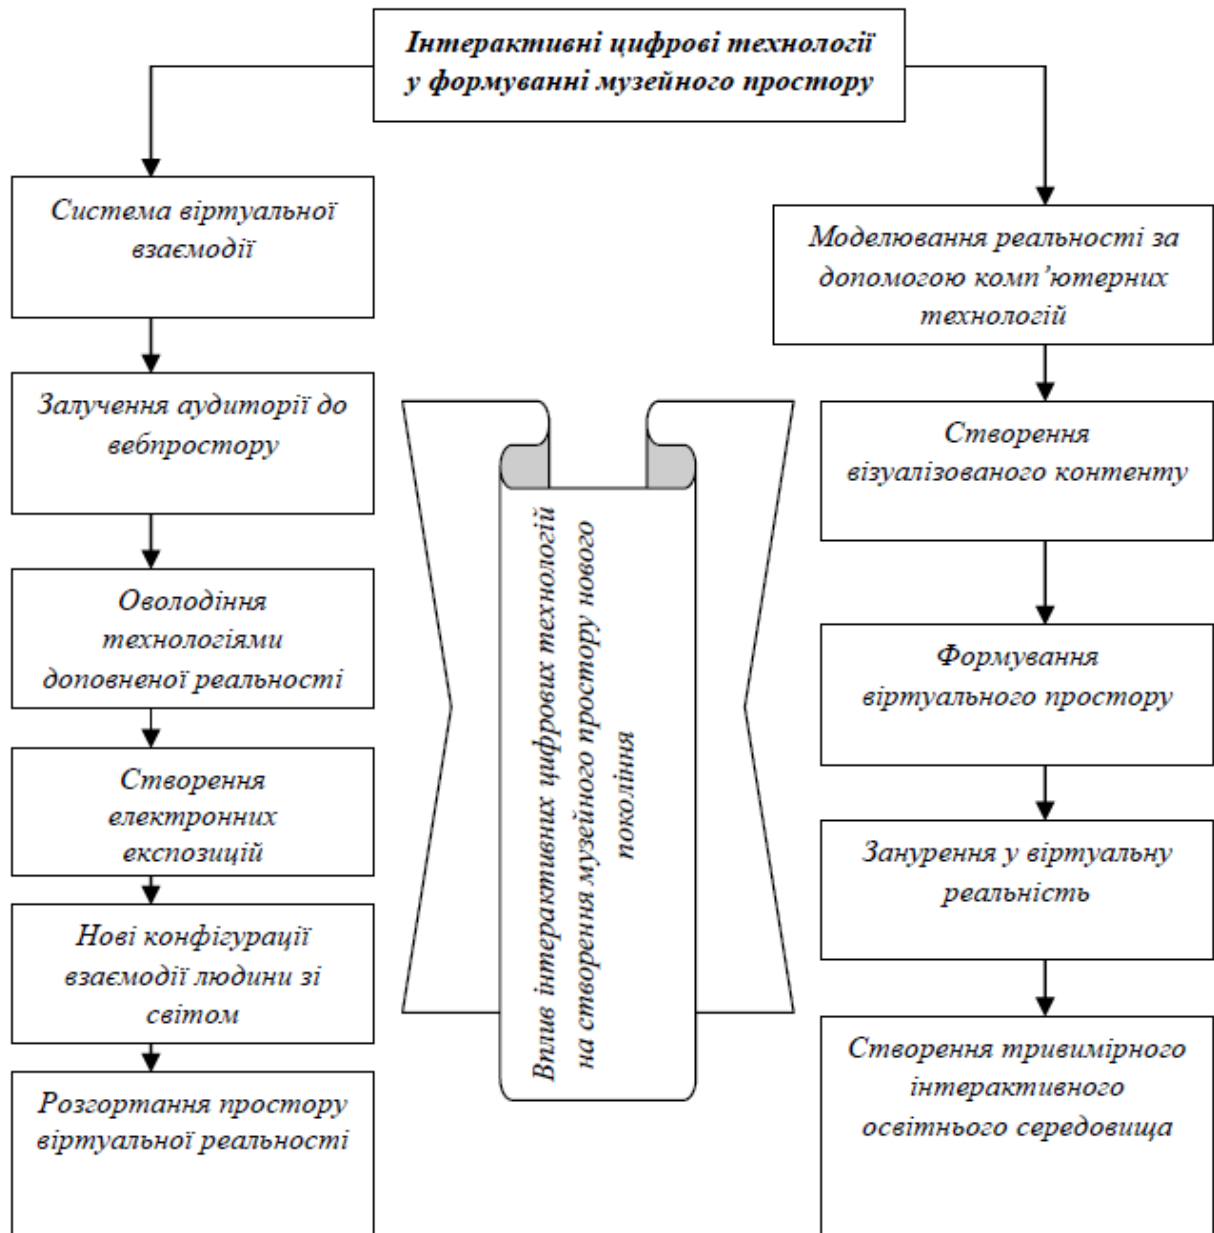 Інтерактивні цифрові технології
у формуванні музейного простору
Система віртуальної
взаємодії
Залучення аудиторії до
вебпростору
Оволодіння
технологіями
доповненої реальності
Створення
електронних
експозицій
Нові конфігурації
взаємодії людини зі
світом
Розгортання простору
віртуальної реальності
Вплив інтерактивних цифрових технологій
на створення музейного простору нового
покоління
Моделювання реальності за
допомогою комп’ютерних
технологій
Створення
візуалізованого контенту
Формування
віртуального простору
Занурення у віртуальну
реальність
Створення тривимірного
інтерактивного
освітнього середовища